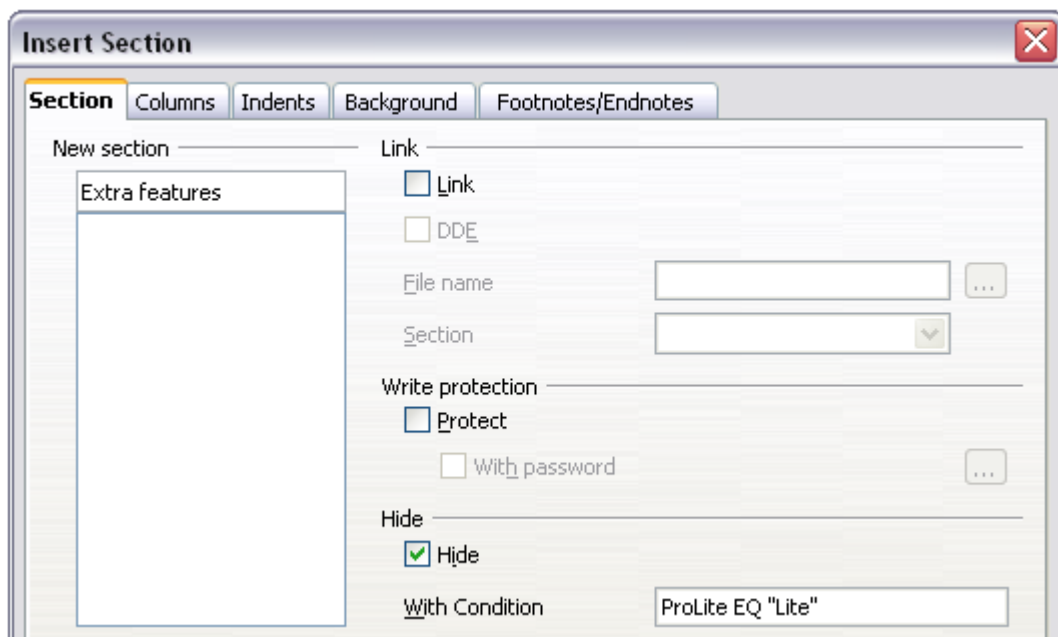 Insert Section
Section Columns Indents Background Footnotes/Endnotes
New section
Extra features
Link
Link
DDE
File name
...
Section
Write protection
Protect
With password
...
Hide
Hide
With Condition
ProLite EQ "Lite"